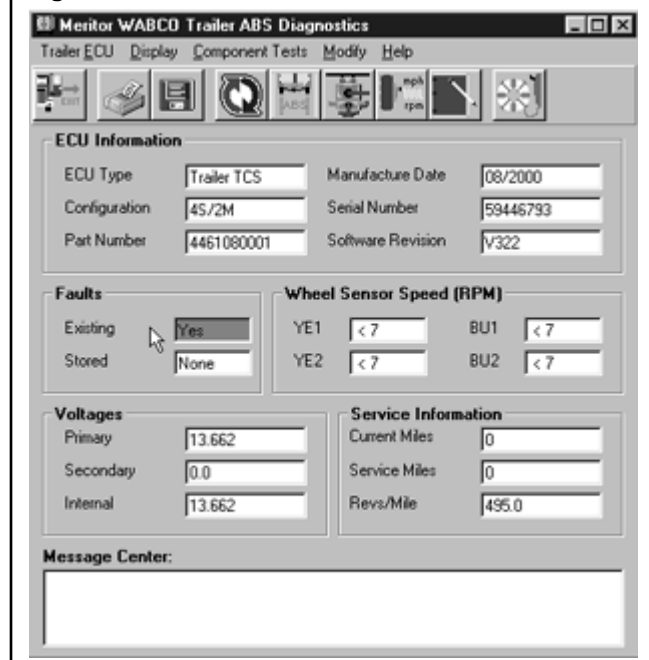 Meritor WABCO Trailer ABS Diagnostics
Trailer ECU Display Component Tests Modify Help
EXIT ABS mph rpm
ECU Information
ECU Type Trailer TCS Manufacture Date 08/2000
Configuration 4S/2M Serial Number 59446793
Part Number 4461080001 Software Revision V322
Faults Wheel Sensor Speed (RPM)
Existing Yes YE1 < 7 BU1 < 7
Stored None YE2 < 7 BU2 < 7
Voltages Service Information
Primary 13.662 Current Miles 0
Secondary 0.0 Service Miles 0
Internal 13.662 Revs/Mile 495.0
Message Center: